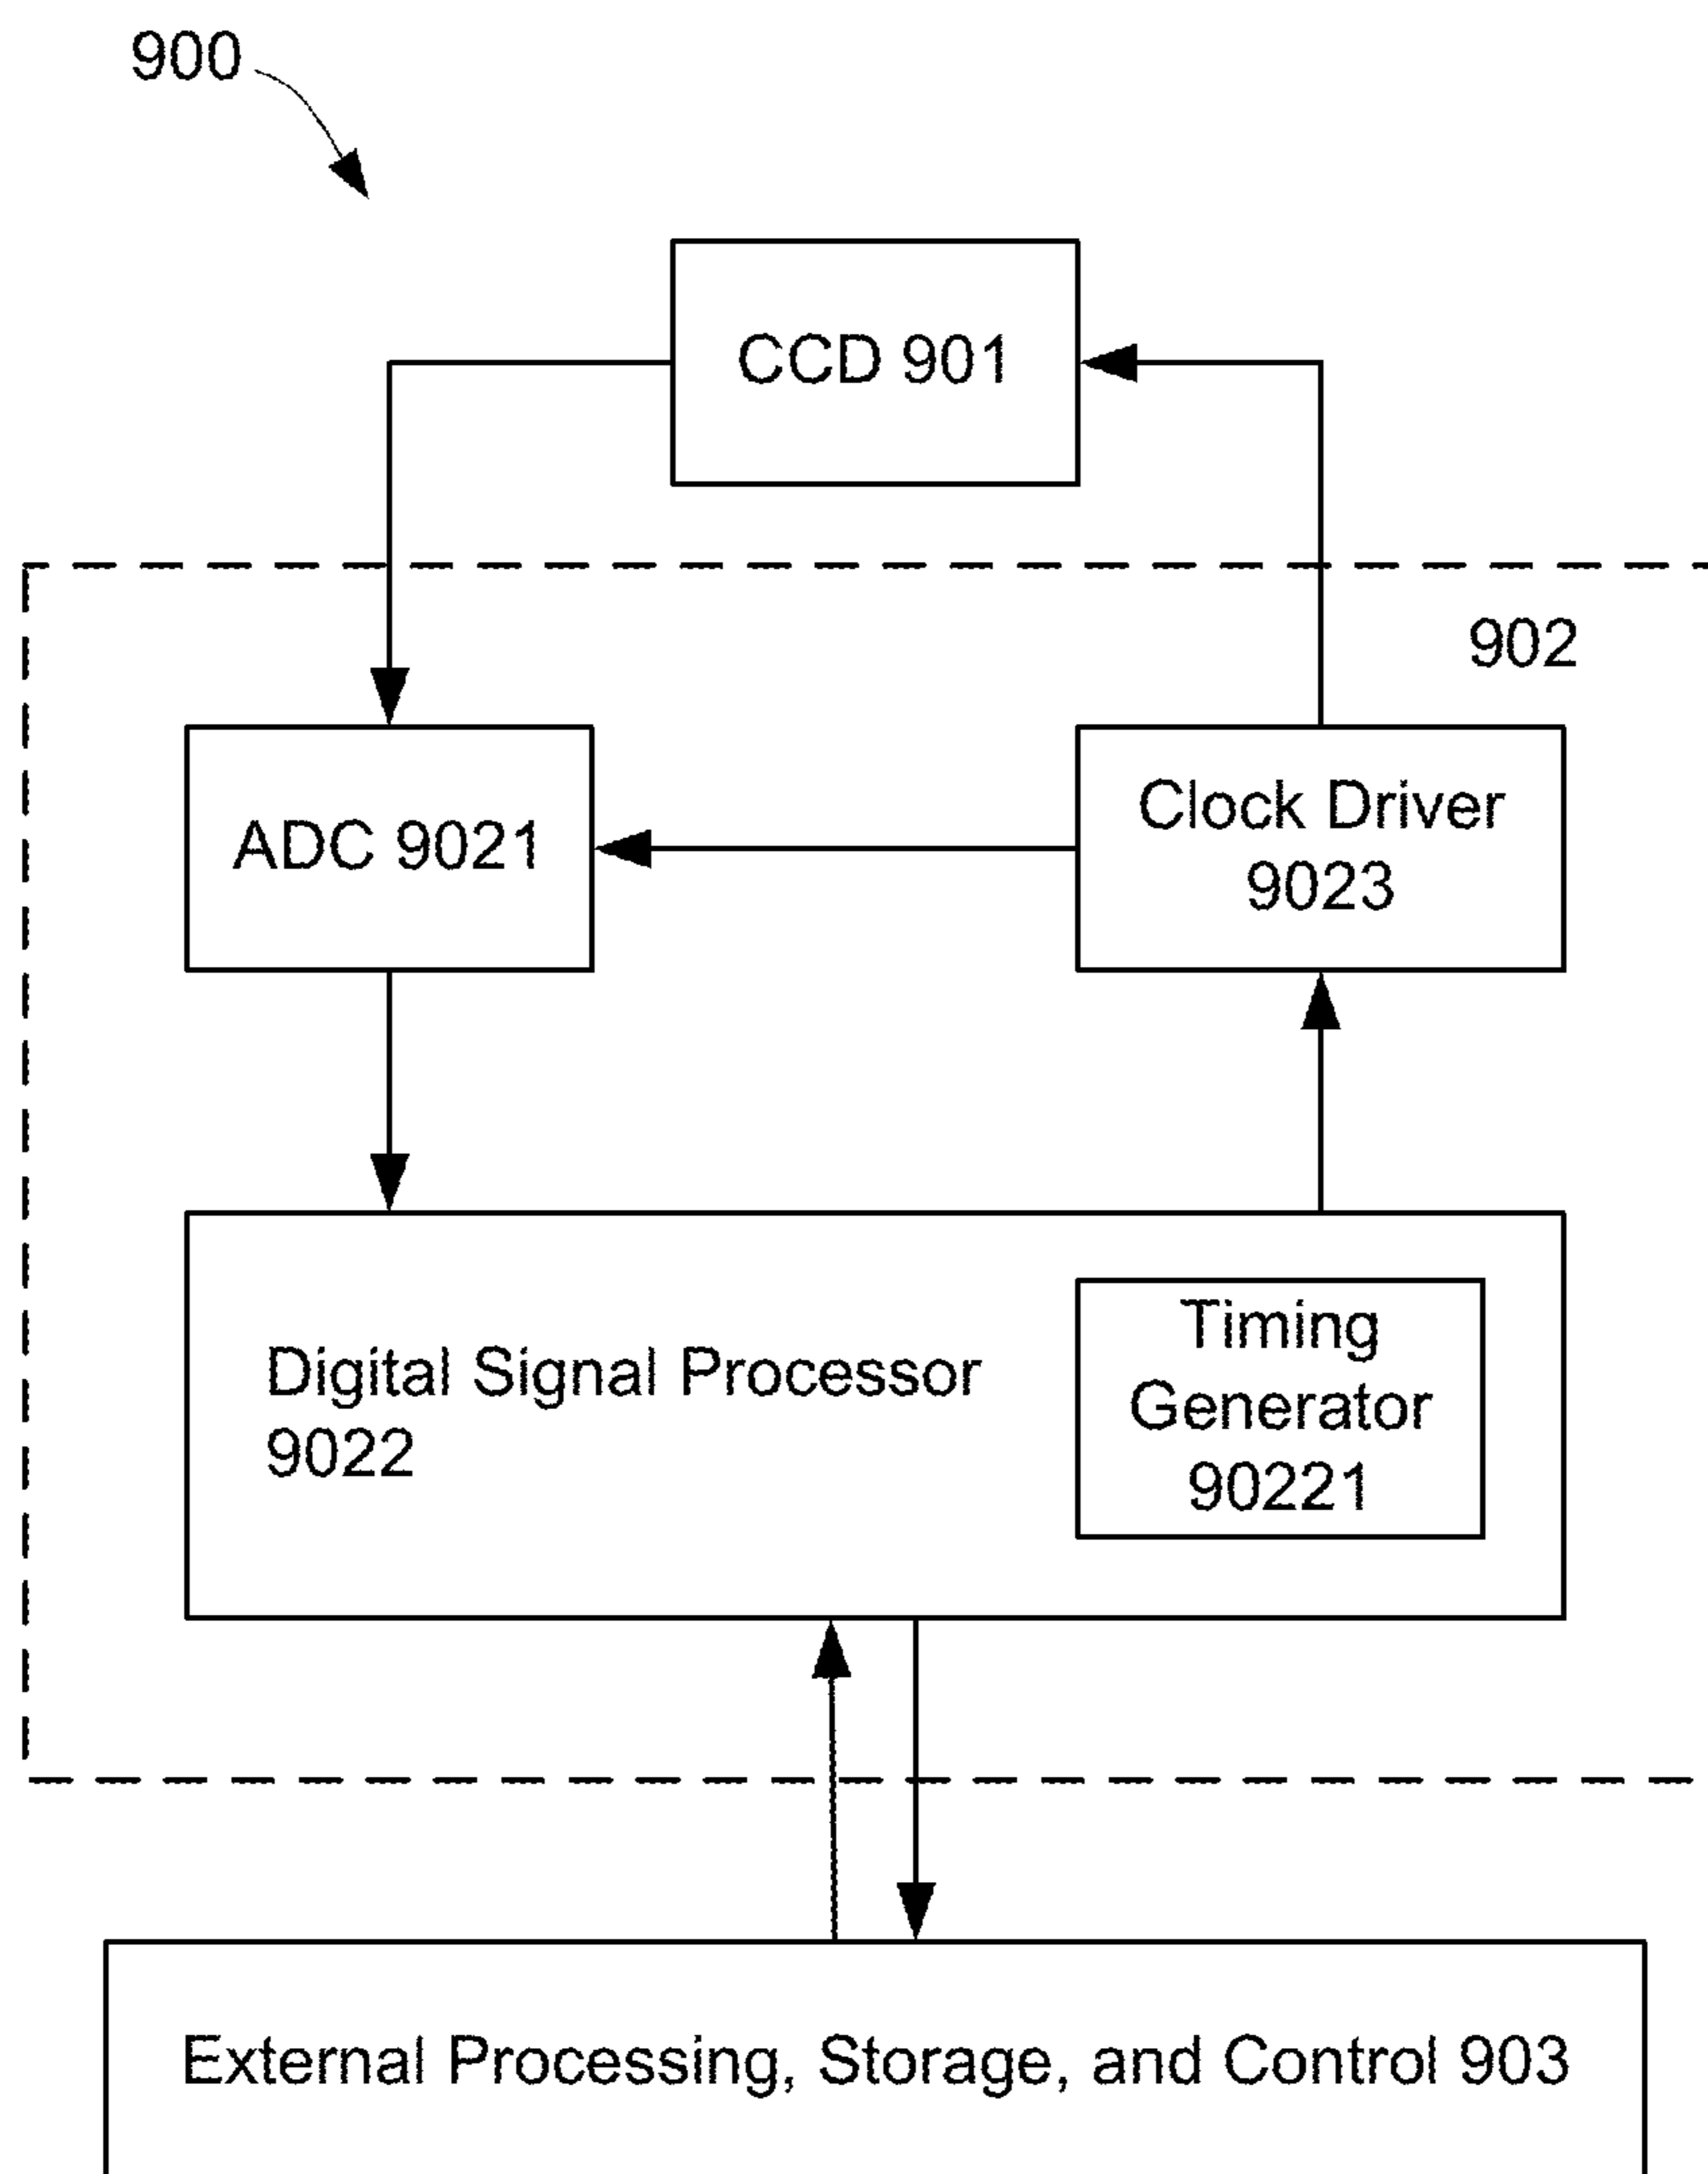 900
CCD 901
902
ADC 9021
Clock Driver
9023
Digital Signal Processor
9022
Timing
Generator
90221
External Processing, Storage, and Control 903